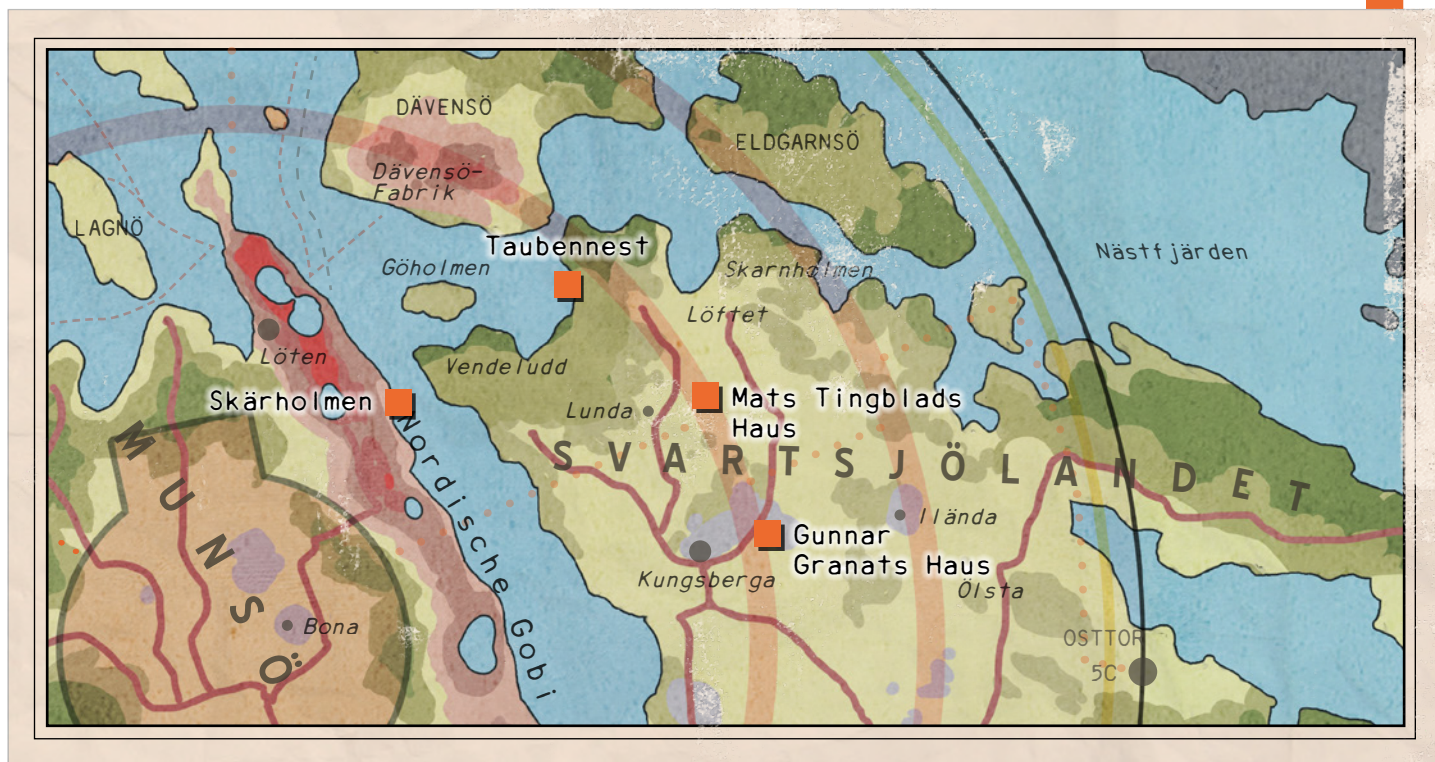 DÄVENSÖ
ELDGARNSÖ
Dävensö-
Fabrik
LAGNÖ
Taubennest
Nästfjärden
Göholmen
Skarnholmen
Löftet
Löten
Vendeludd
Skärholmen
Mats Tingblads
Haus
Lunda
MUNSÖ
Nordische Gobi
SVARTSJÖLANDET
Illända
Gunnar
Granats Haus
Kungsberga
Ölsta
Bona
OSTTOR
5C